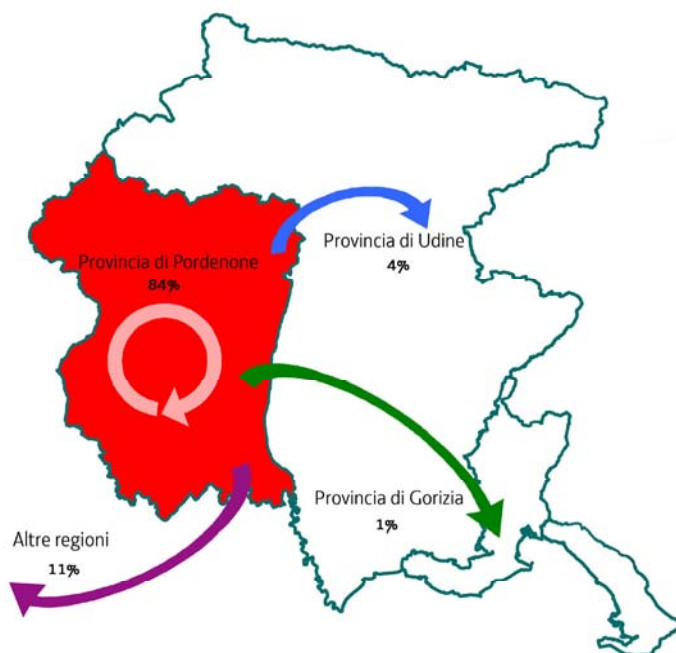 Provincia di Udine
4%
Provincia di Pordenone
84%
Provincia di Gorizia
1%
Altre regioni
11%